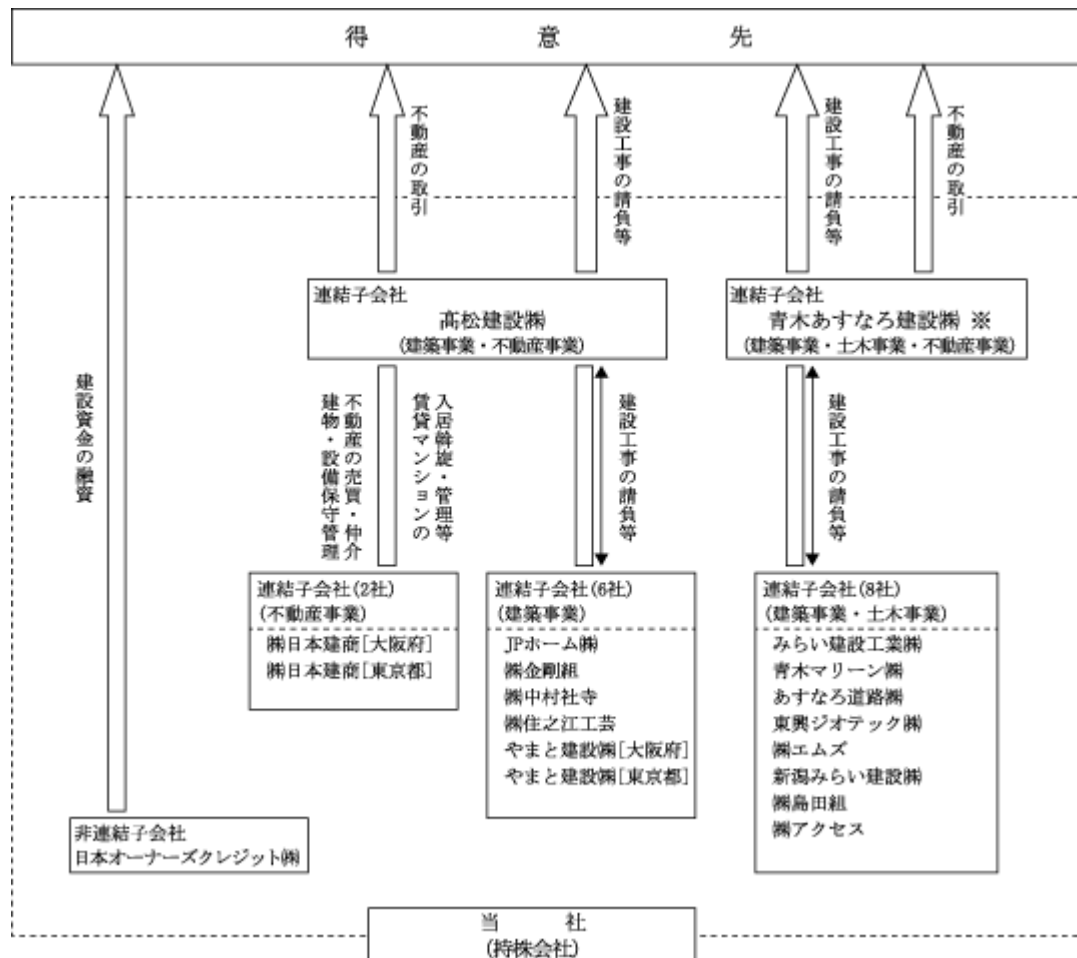 得意先
不動産の取引
建設工事の請負等
建設工事の請負等
不動産の取引
連結子会社
髙松建設㈱
(建築事業・不動産事業)
連結子会社
青木あすなろ建設㈱ ※
(建築事業・土木事業・不動産事業)
建設資金の融資
入居斡旋・管理等
賃貸マンションの
不動産の売買・仲介
建物・設備保守管理
建設工事の請負等
建設工事の請負等
連結子会社(2社)
(不動産事業)
㈱日本建商[大阪府]
㈱日本建商[東京都]
連結子会社(6社)
(建築事業)
JPホーム㈱
㈱金剛組
㈱中村社寺
㈱住之江工芸
やまと建設㈱[大阪府]
やまと建設㈱[東京都]
連結子会社(8社)
(建築事業・土木事業)
みらい建設工業㈱
青木マリーン㈱
あすなろ道路㈱
東興ジオテック㈱
㈱エムズ
新潟みらい建設㈱
㈱島田組
㈱アクセス
非連結子会社
日本オーナーズクレジット㈱
当社
(持株会社)